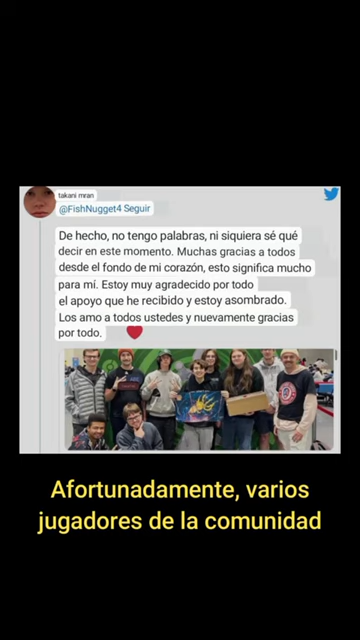 takani mran
@FishNugget4 Seguir
De hecho, no tengo palabras, ni siquiera sé qué
decir en este momento. Muchas gracias a todos
desde el fondo de mi corazón, esto significa mucho
para mí. Estoy muy agradecido por todo
el apoyo que he recibido y estoy asombrado.
Los amo a todos ustedes y nuevamente gracias
por todo. ❤️
Afortunadamente, varios
jugadores de la comunidad